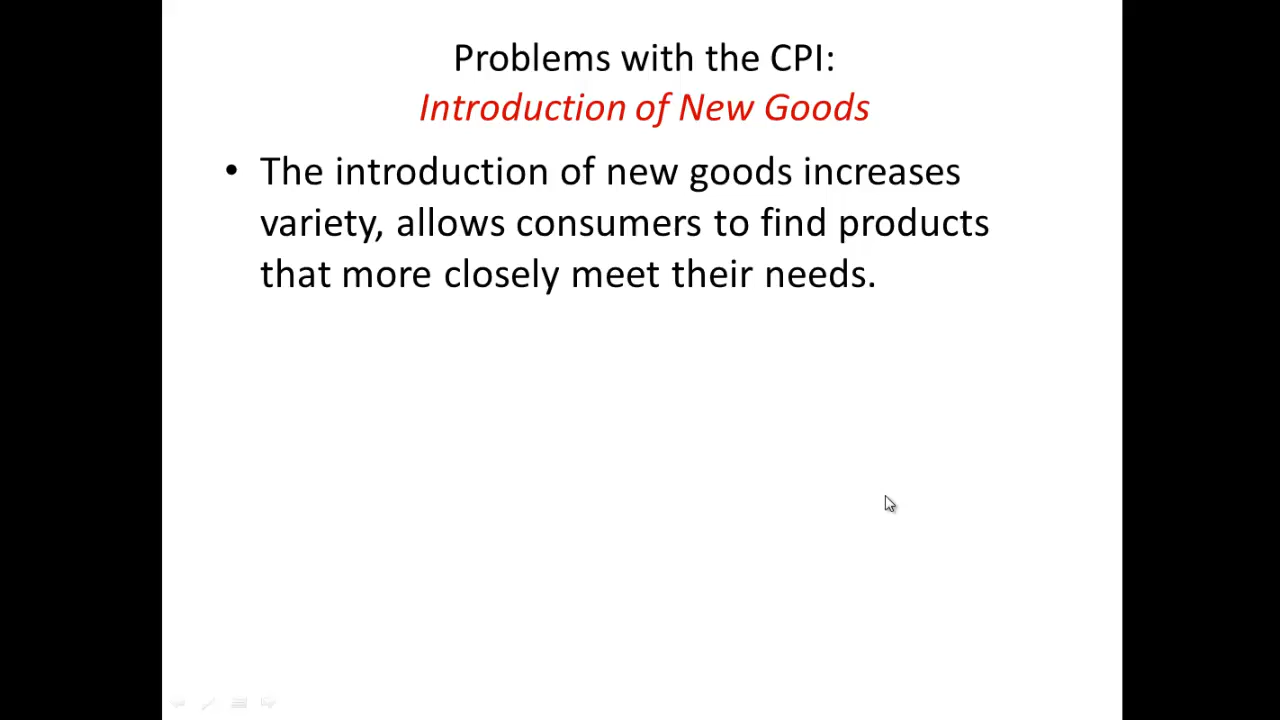 Problems with the CPI:
Introduction of New Goods
• The introduction of new goods increases
variety, allows consumers to find products
that more closely meet their needs.